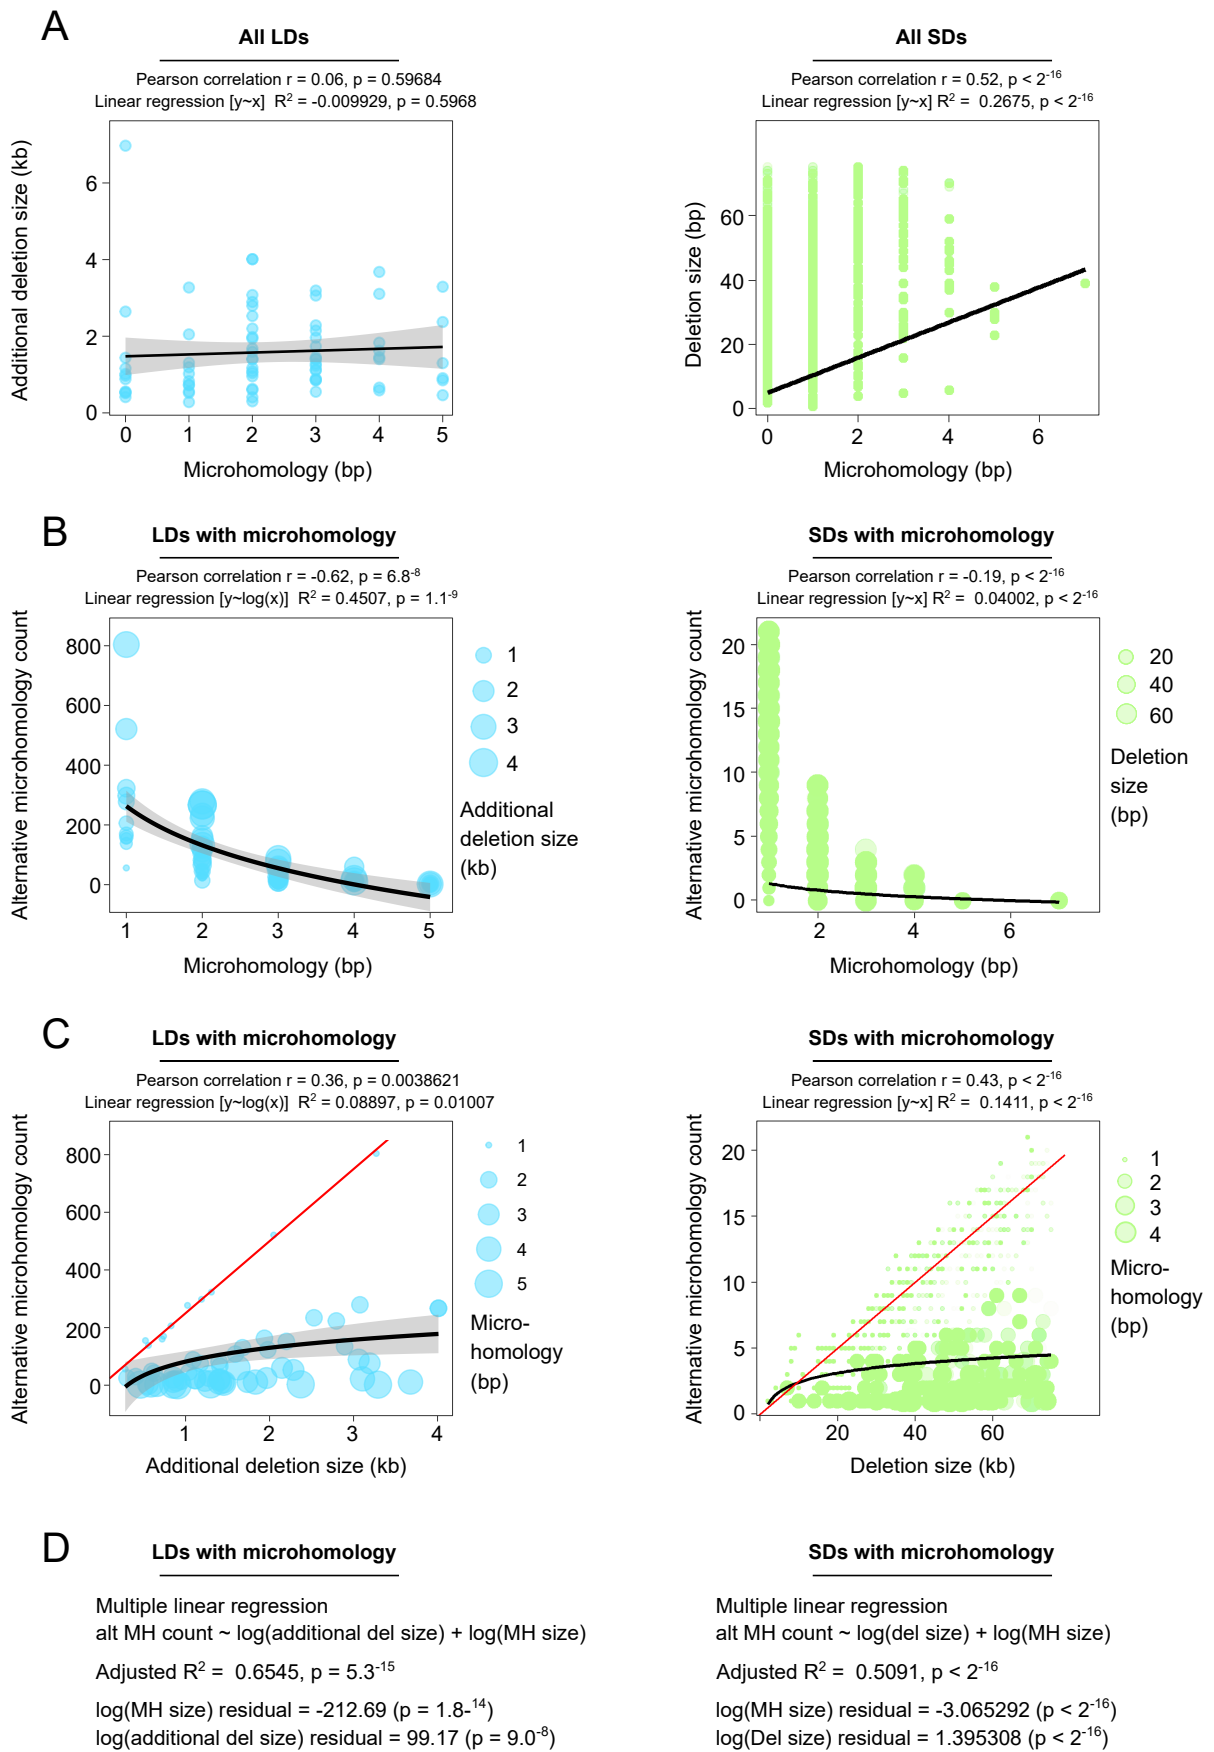 A
All LDs
Pearson correlation r = 0.06, p = 0.59684
Linear regression [y~x]  R² = -0.009929, p = 0.5968
Additional deletion size (kb)
6
4
2
0
0 1 2 3 4 5
Microhomology (bp)
All SDs
Pearson correlation r = 0.52, p < 2⁻¹⁶
Linear regression [y~x] R² =  0.2675, p < 2⁻¹⁶
Deletion size (bp)
60
40
20
0
0 2 4 6
Microhomology (bp)
B
LDs with microhomology
Pearson correlation r = -0.62, p = 6.8⁻⁸
Linear regression [y~log(x)]  R² = 0.4507, p = 1.1⁻⁹
Alternative microhomology count
800
600
400
200
0
1 2 3 4 5
Microhomology (bp)
1
2
3
4
Additional
deletion size
(kb)
SDs with microhomology
Pearson correlation r = -0.19, p < 2⁻¹⁶
Linear regression [y~x] R² =  0.04002, p < 2⁻¹⁶
Alternative microhomology count
20
15
10
5
0
2 4 6
Microhomology (bp)
20
40
60
Deletion
size
(bp)
C
LDs with microhomology
Pearson correlation r = 0.36, p = 0.0038621
Linear regression [y~log(x)]  R² = 0.08897, p = 0.01007
Alternative microhomology count
800
600
400
200
0
1 2 3 4
Additional deletion size (kb)
1
2
3
4
5
Micro-
homology
(bp)
SDs with microhomology
Pearson correlation r = 0.43, p < 2⁻¹⁶
Linear regression [y~x] R² =  0.1411, p < 2⁻¹⁶
Alternative microhomology count
20
15
10
5
0
20 40 60
Deletion size (kb)
1
2
3
4
Micro-
homology
(bp)
D
LDs with microhomology
Multiple linear regression
alt MH count ~ log(additional del size) + log(MH size)
Adjusted R² =  0.6545, p = 5.3⁻¹⁵
log(MH size) residual = -212.69 (p = 1.8-¹⁴)
log(additional del size) residual = 99.17 (p = 9.0⁻⁸)
SDs with microhomology
Multiple linear regression
alt MH count ~ log(del size) + log(MH size)
Adjusted R² =  0.5091, p < 2⁻¹⁶
log(MH size) residual = -3.065292 (p < 2⁻¹⁶)
log(Del size) residual = 1.395308 (p < 2⁻¹⁶)